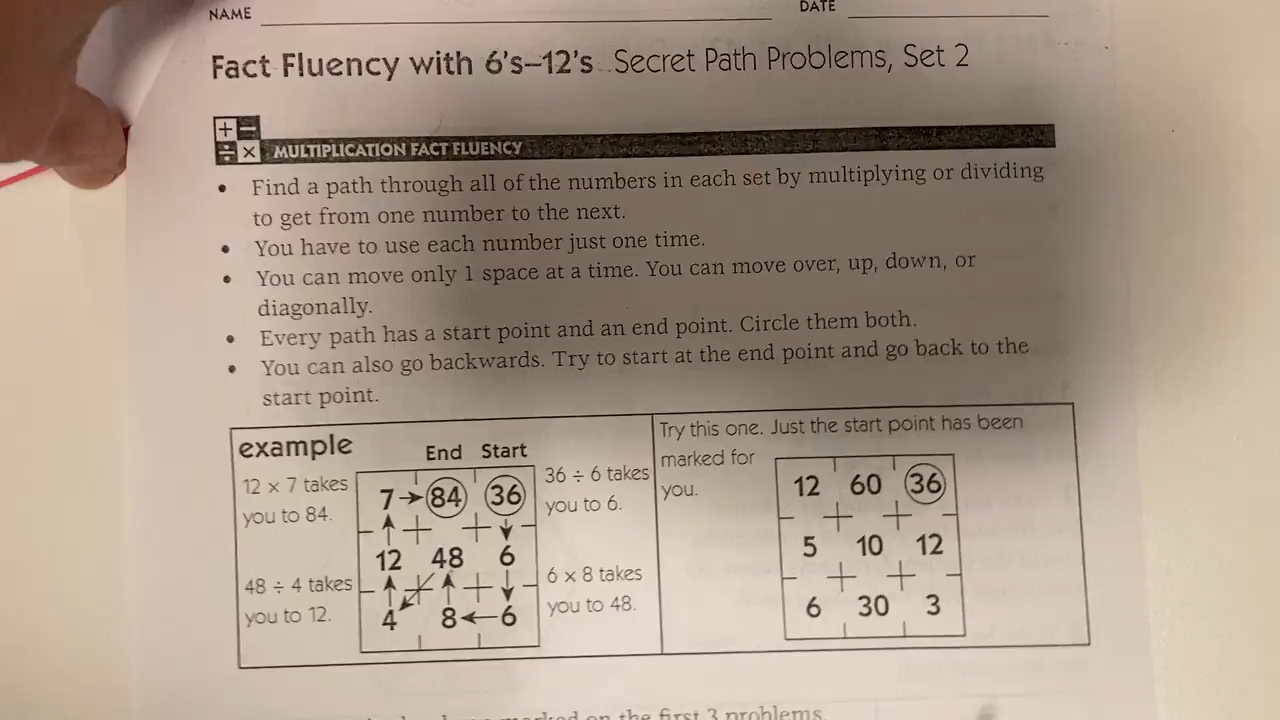 NAME
DATE
Fact Fluency with 6's–12's Secret Path Problems, Set 2
+ −
÷ × MULTIPLICATION FACT FLUENCY
• Find a path through all of the numbers in each set by multiplying or dividing
to get from one number to the next.
• You have to use each number just one time.
• You can move only 1 space at a time. You can move over, up, down, or
diagonally.
• Every path has a start point and an end point. Circle them both.
• You can also go backwards. Try to start at the end point and go back to the
start point.
example
End Start
12 × 7 takes
you to 84.
48 ÷ 4 takes
you to 12.
7 84 36
12 48 6
4 8 6
36 ÷ 6 takes
you to 6.
6 × 8 takes
you to 48.
Try this one. Just the start point has been
marked for
you.
12 60 36
5 10 12
6 30 3
marked on the first 3 problems.